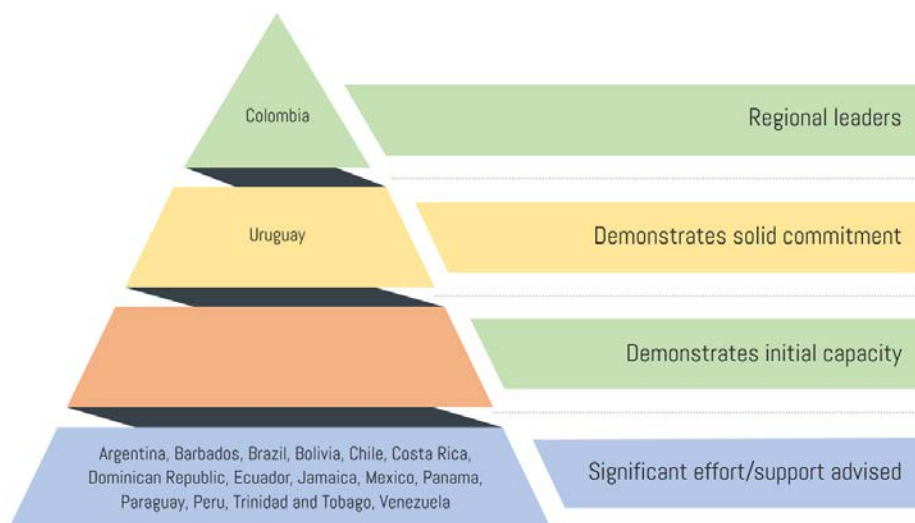 Colombia
Regional leaders
Uruguay
Demonstrates solid commitment
Demonstrates initial capacity
Argentina, Barbados, Brazil, Bolivia, Chile, Costa Rica,
Dominican Republic, Ecuador, Jamaica, Mexico, Panama,
Paraguay, Peru, Trinidad and Tobago, Venezuela
Significant effort/support advised